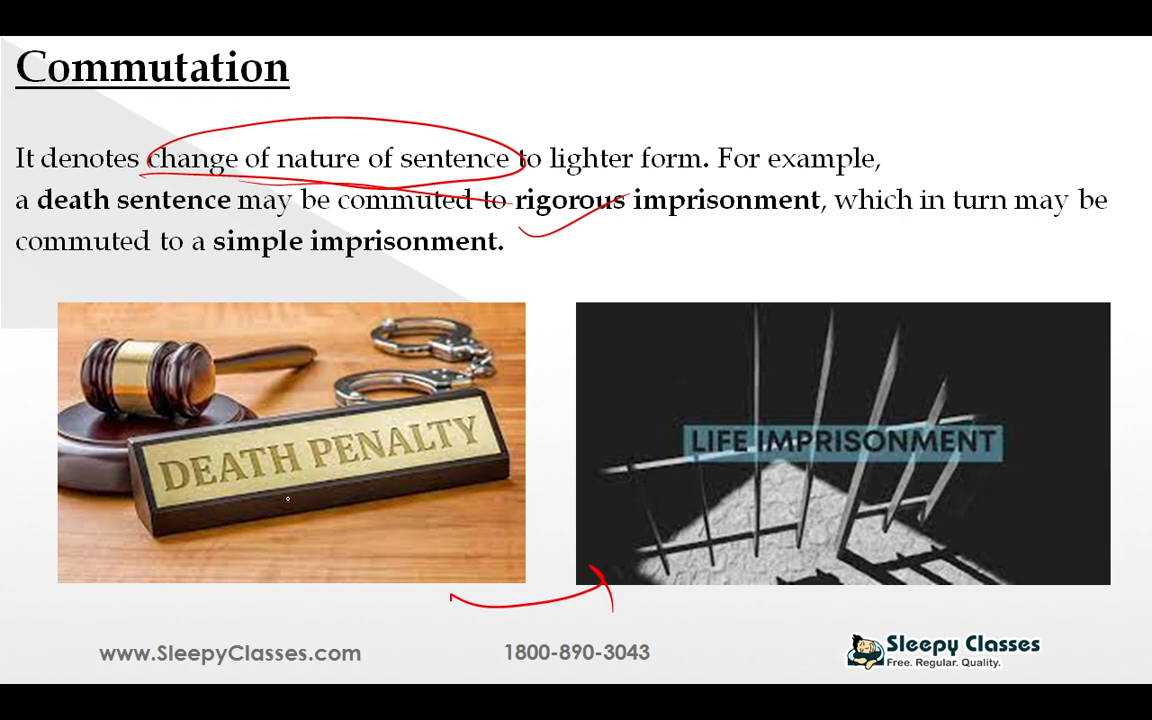 Commutation
It denotes change of nature of sentence to lighter form. For example,
a death sentence may be commuted to rigorous imprisonment, which in turn may be
commuted to a simple imprisonment.
DEATH PENALTY
LIFE IMPRISONMENT
www.SleepyClasses.com
1800-890-3043
Sleepy Classes
Free. Regular. Quality.